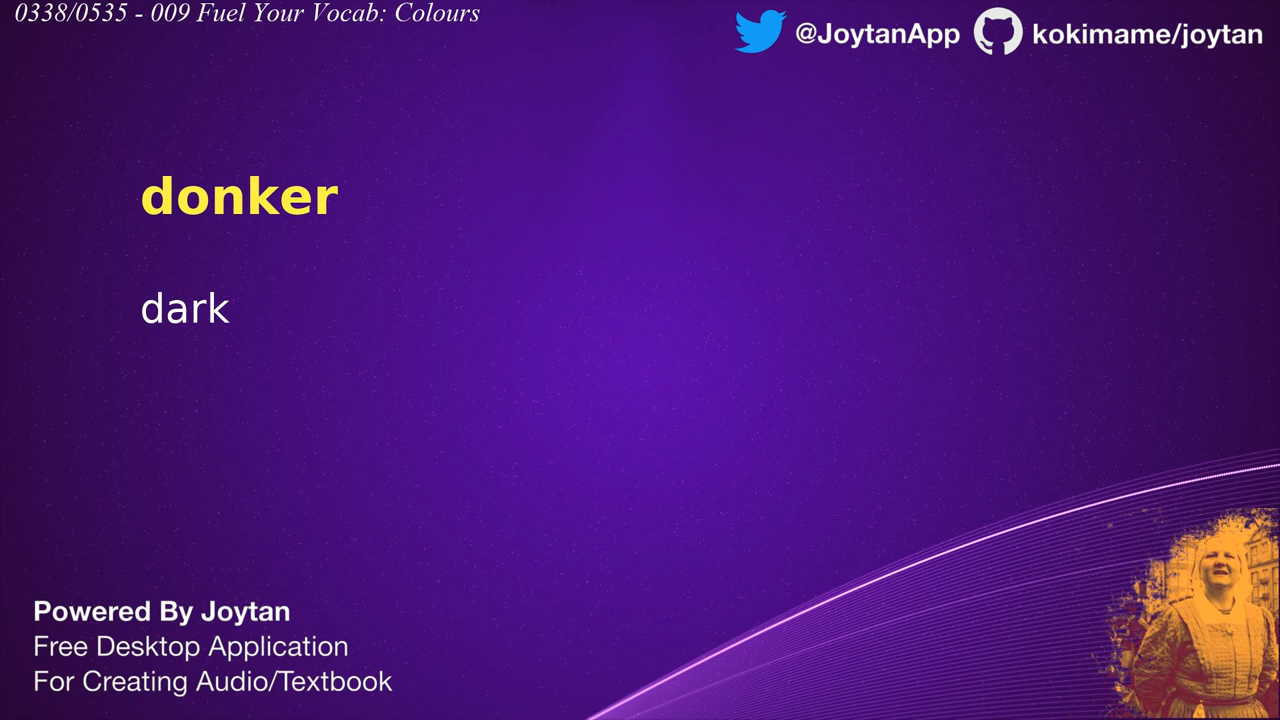 0338/0535 - 009 Fuel Your Vocab: Colours
@JoytanApp kokimame/joytan
donker
dark
Powered By Joytan
Free Desktop Application
For Creating Audio/Textbook